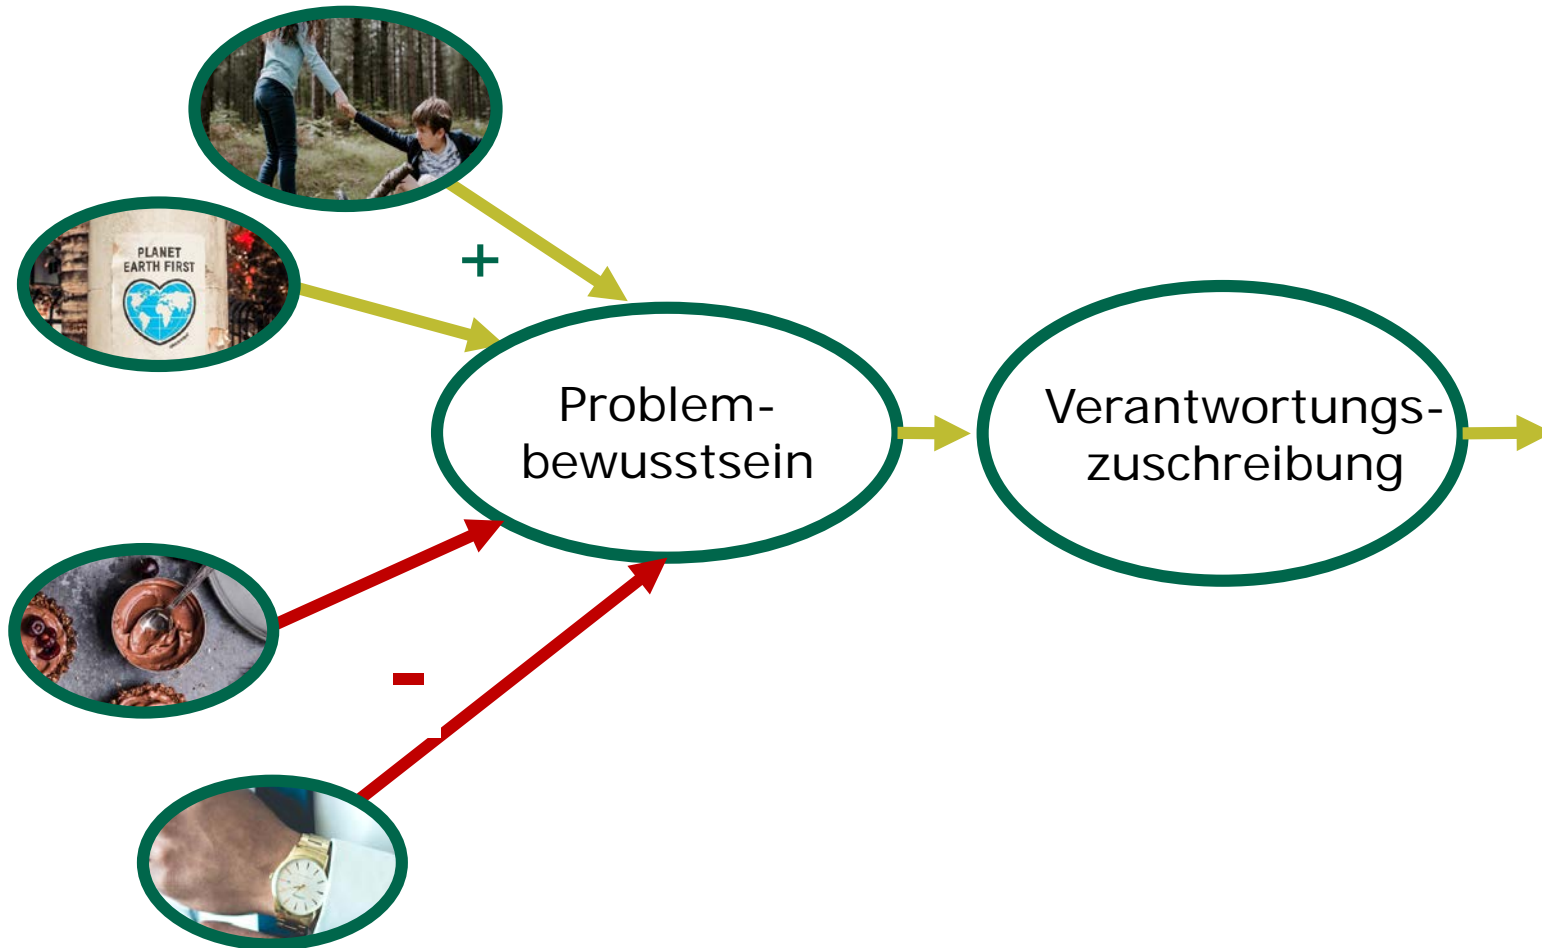 PLANET
EARTH FIRST
+
Problem-
bewusstsein
Verantwortungs-
zuschreibung
-